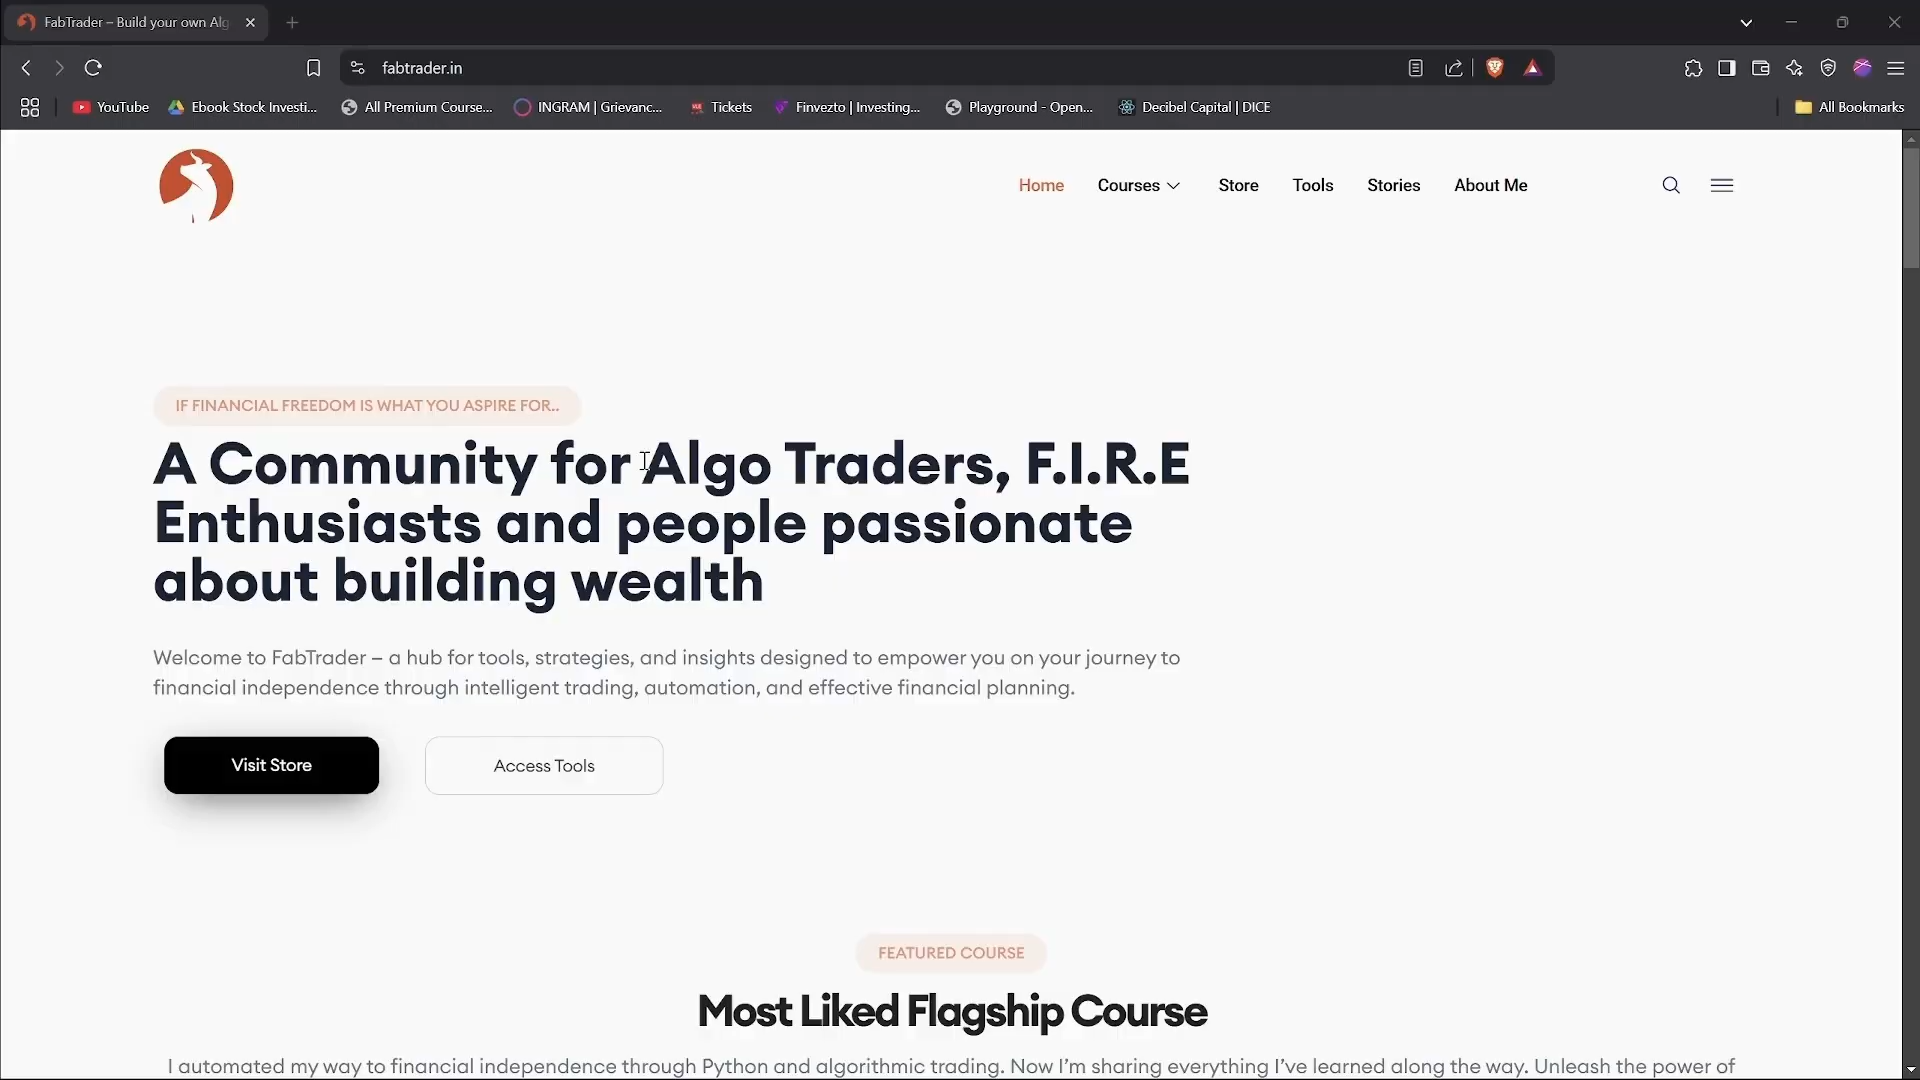 FabTrader – Build your own Alg
fabtrader.in
YouTube
Ebook Stock Investi...
All Premium Course...
INGRAM | Grievanc...
Tickets
Finvezto | Investing...
Playground - Open...
Decibel Capital | DICE
All Bookmarks
Home
Courses
Store
Tools
Stories
About Me
IF FINANCIAL FREEDOM IS WHAT YOU ASPIRE FOR..
A Community for Algo Traders, F.I.R.E
Enthusiasts and people passionate
about building wealth
Welcome to FabTrader – a hub for tools, strategies, and insights designed to empower you on your journey to
financial independence through intelligent trading, automation, and effective financial planning.
Visit Store
Access Tools
FEATURED COURSE
Most Liked Flagship Course
I automated my way to financial independence through Python and algorithmic trading. Now I'm sharing everything I've learned along the way. Unleash the power of